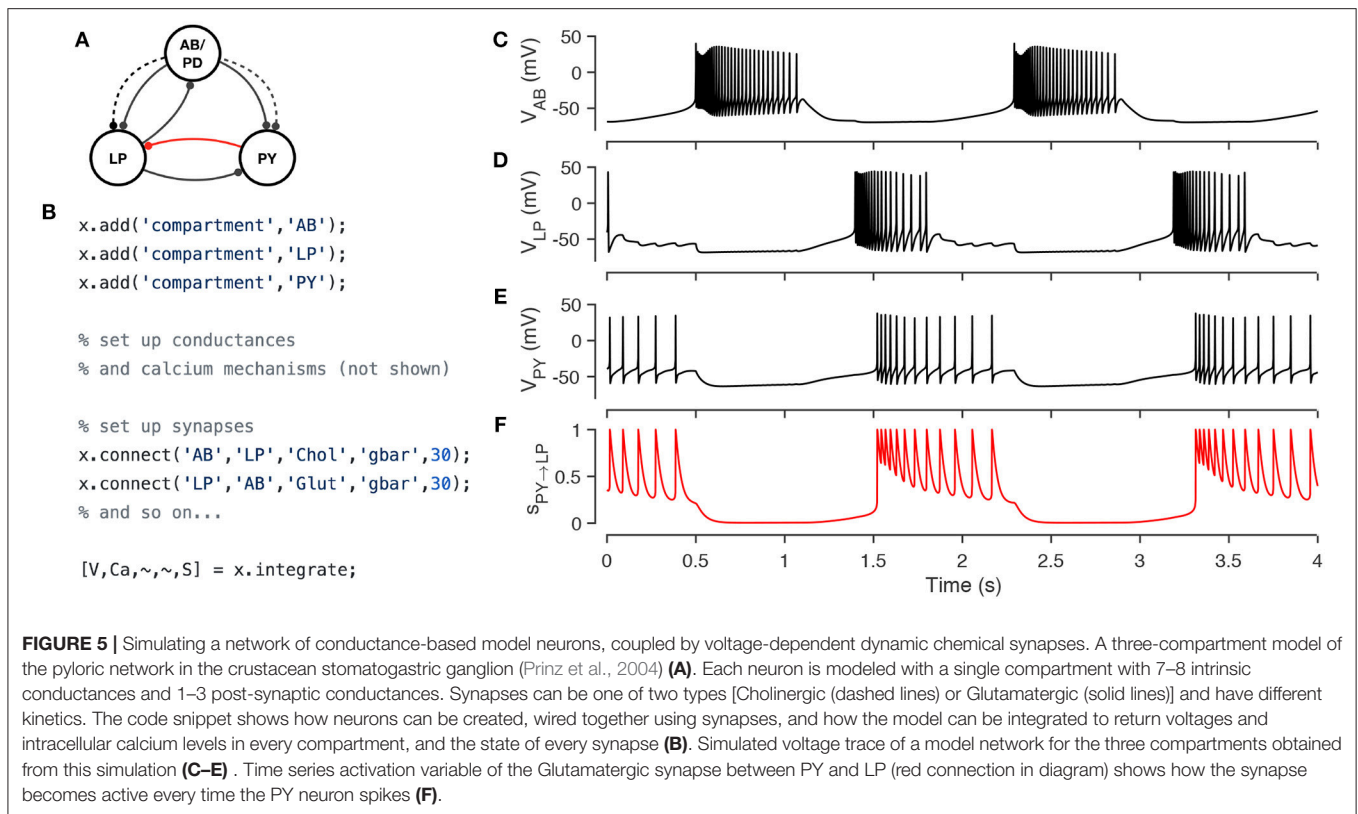 A
AB/
PD
LP
PY
B
x.add('compartment','AB');
x.add('compartment','LP');
x.add('compartment','PY');
% set up conductances
% and calcium mechanisms (not shown)
% set up synapses
x.connect('AB','LP','Chol','gbar',30);
x.connect('LP','AB','Glut','gbar',30);
% and so on...
[V,Ca,~,~,S] = x.integrate;
C
50
0
-50
V_AB (mV)
D
50
0
-50
V_LP (mV)
E
50
0
-50
V_PY (mV)
F
1
0.5
0
s_PY→LP
0 0.5 1 1.5 2 2.5 3 3.5 4
Time (s)
FIGURE 5 | Simulating a network of conductance-based model neurons, coupled by voltage-dependent dynamic chemical synapses. A three-compartment model of
the pyloric network in the crustacean stomatogastric ganglion (Prinz et al., 2004) (A). Each neuron is modeled with a single compartment with 7–8 intrinsic
conductances and 1–3 post-synaptic conductances. Synapses can be one of two types [Cholinergic (dashed lines) or Glutamatergic (solid lines)] and have different
kinetics. The code snippet shows how neurons can be created, wired together using synapses, and how the model can be integrated to return voltages and
intracellular calcium levels in every compartment, and the state of every synapse (B). Simulated voltage trace of a model network for the three compartments obtained
from this simulation (C–E) . Time series activation variable of the Glutamatergic synapse between PY and LP (red connection in diagram) shows how the synapse
becomes active every time the PY neuron spikes (F).